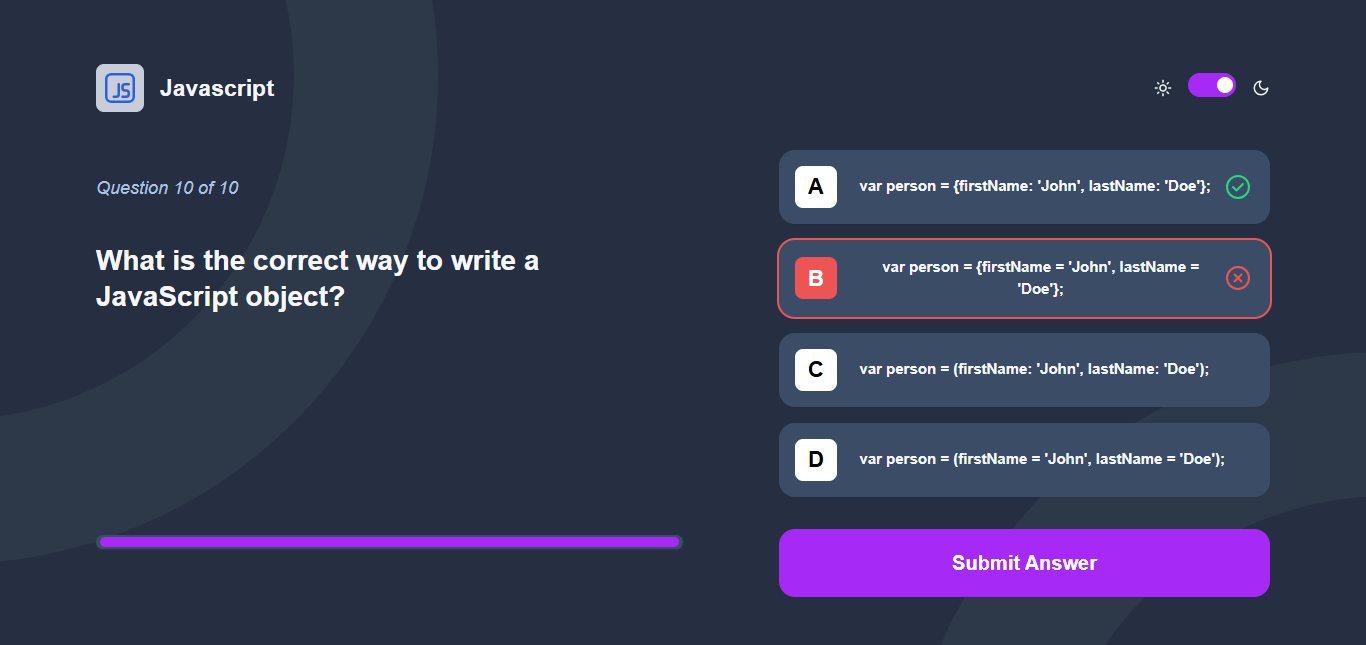 JS
Javascript
Question 10 of 10
What is the correct way to write a
JavaScript object?
A
var person = {firstName: 'John', lastName: 'Doe'};
B
var person = {firstName = 'John', lastName =
'Doe'};
C
var person = (firstName: 'John', lastName: 'Doe');
D
var person = (firstName = 'John', lastName = 'Doe');
Submit Answer